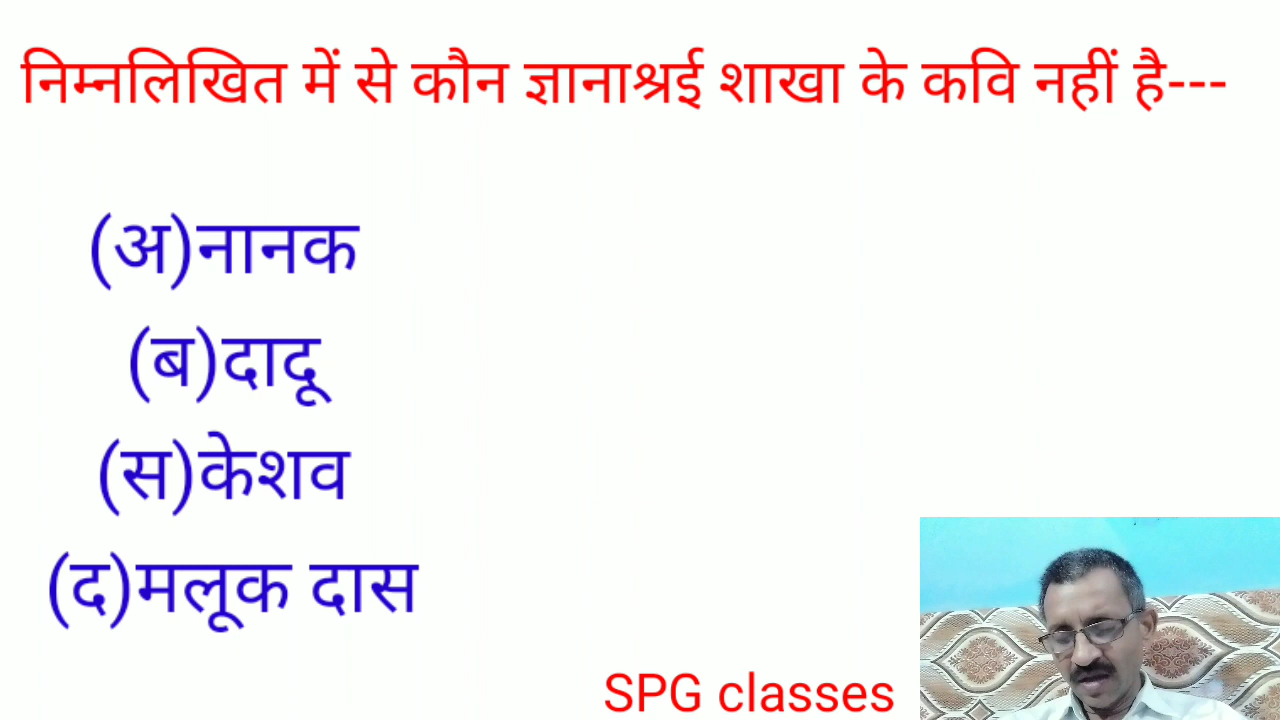 निम्नलिखित में से कौन ज्ञानाश्रई शाखा के कवि नहीं है---
(अ)नानक
(ब)दादू
(स)केशव
(द)मलूक दास
SPG classes